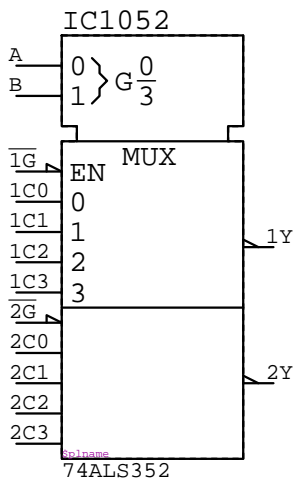 IC1052
A 0
B 1 } G 0/3
MUX
1G EN
1C0 0
1C1 1
1Y
1C2 2
1C3 3
2G
2C0
2C1
2Y
2C2
2C3
$plname
74ALS352